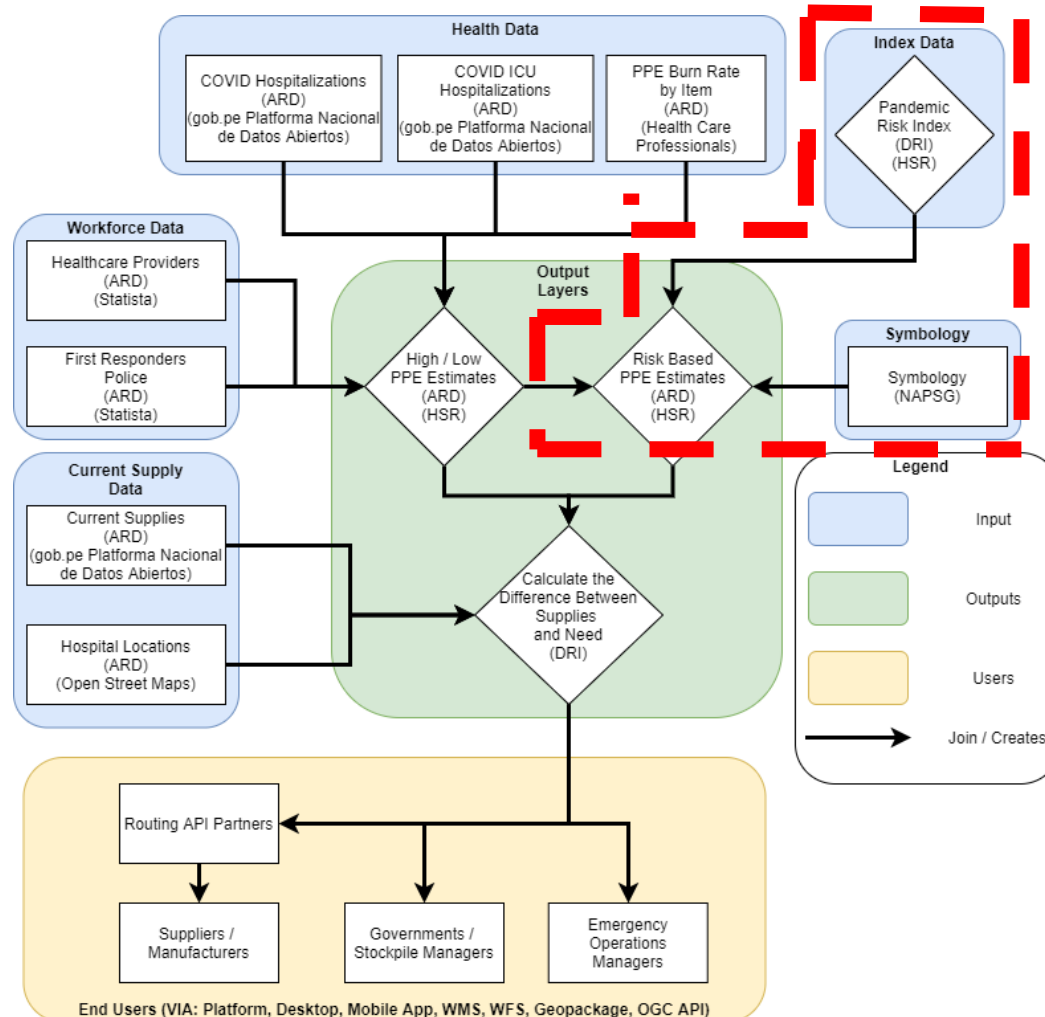 Health Data
COVID Hospitalizations
(ARD)
(gob.pe Platforma Nacional
de Datos Abiertos)
COVID ICU
Hospitalizations
(ARD)
(gob.pe Platforma Nacional
de Datos Abiertos)
PPE Burn Rate
by Item
(ARD)
(Health Care
Professionals)
Index Data
Pandemic
Risk Index
(DRI)
(HSR)
Workforce Data
Healthcare Providers
(ARD)
(Statista)
First Responders
Police
(ARD)
(Statista)
Output
Layers
High / Low
PPE Estimates
(ARD)
(HSR)
Risk Based
PPE Estimates
(ARD)
(HSR)
Symbology
Symbology
(NAPSG)
Current Supply
Data
Current Supplies
(ARD)
(gob.pe Platforma Nacional
de Datos Abiertos)
Hospital Locations
(ARD)
(Open Street Maps)
Calculate the
Difference Between
Supplies
and Need
(DRI)
Legend
Input
Outputs
Users
Join / Creates
Routing API Partners
Suppliers /
Manufacturers
Governments /
Stockpile Managers
Emergency
Operations
Managers
End Users (VIA: Platform, Desktop, Mobile App, WMS, WFS, Geopackage, OGC API)